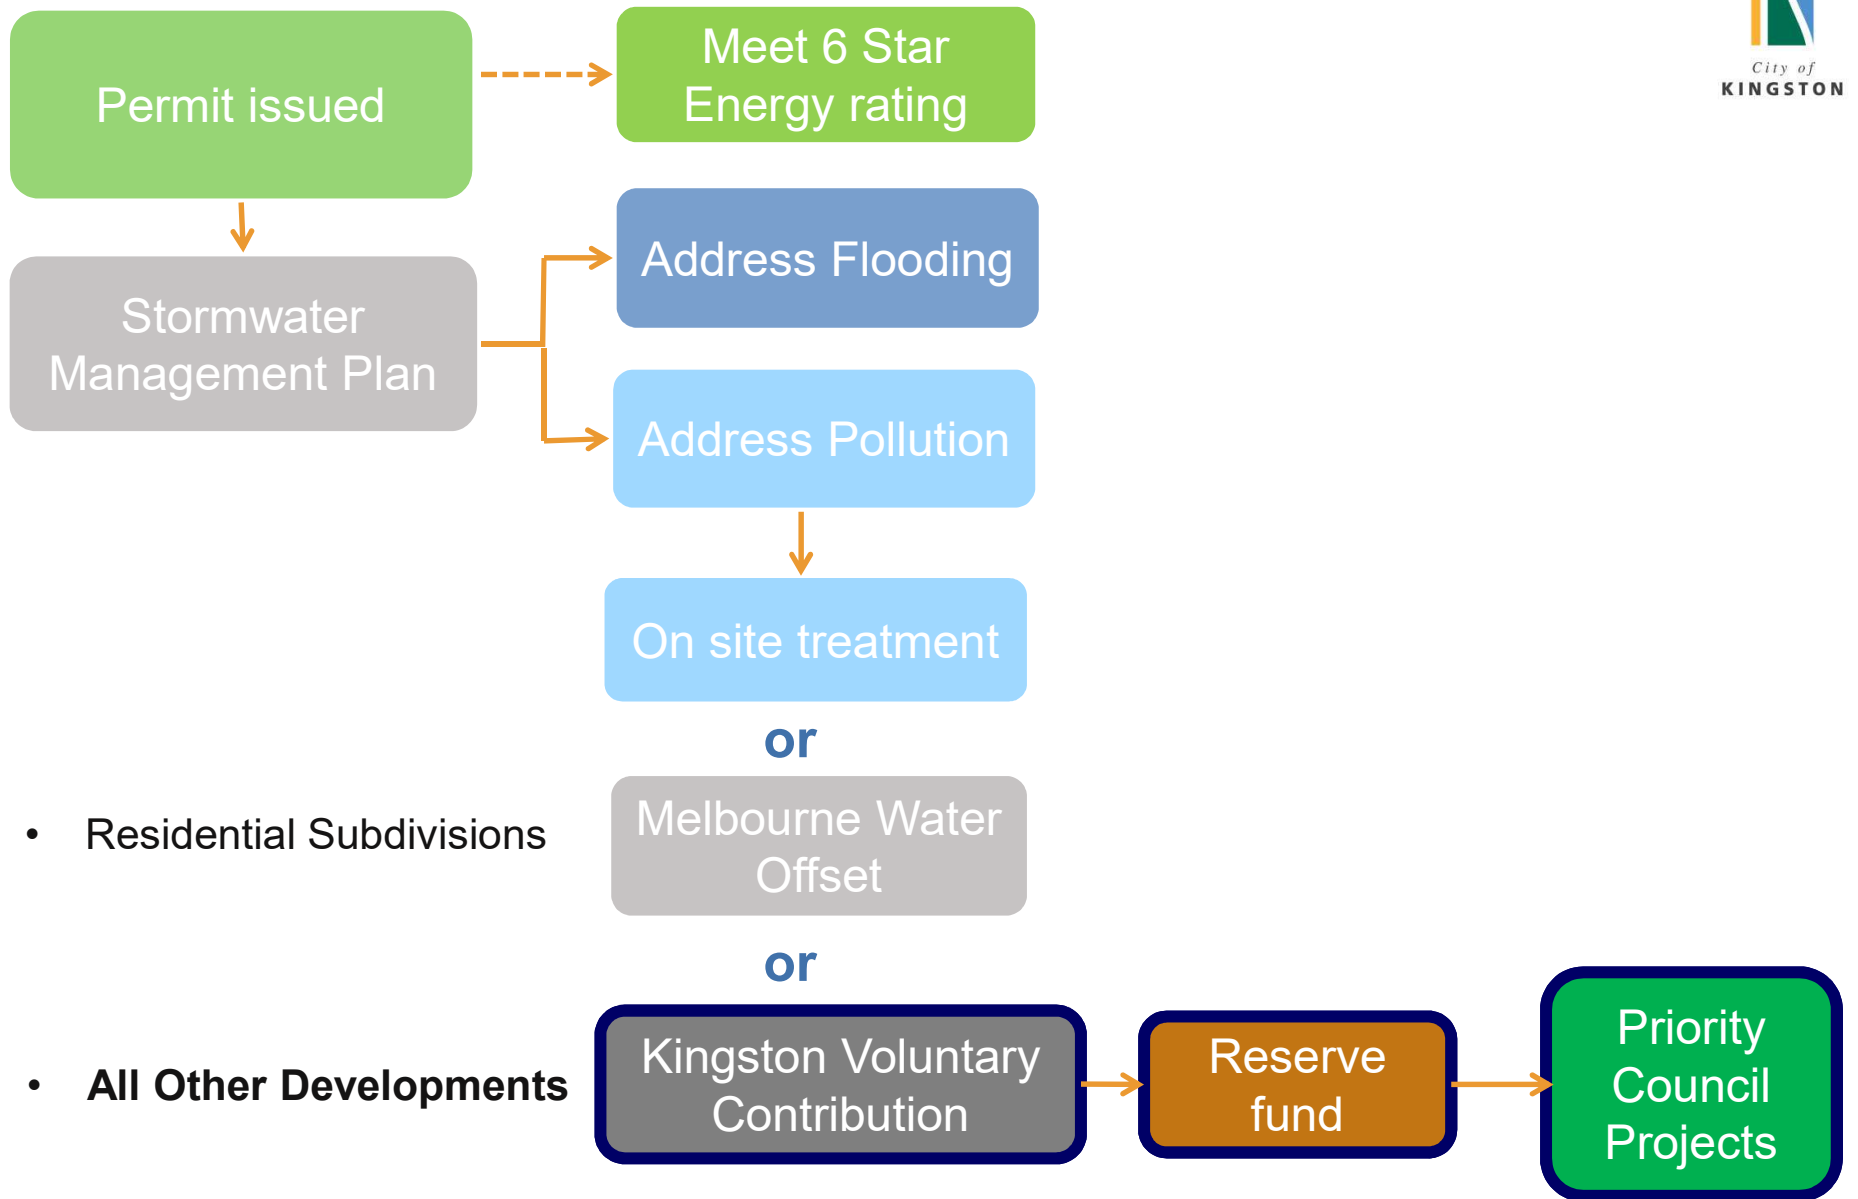 Permit issued
Meet 6 Star
Energy rating
City of
KINGSTON
Address Flooding
Stormwater
Management Plan
Address Pollution
On site treatment
or
• Residential Subdivisions
Melbourne Water
Offset
or
• All Other Developments
Kingston Voluntary
Contribution
Reserve
fund
Priority
Council
Projects